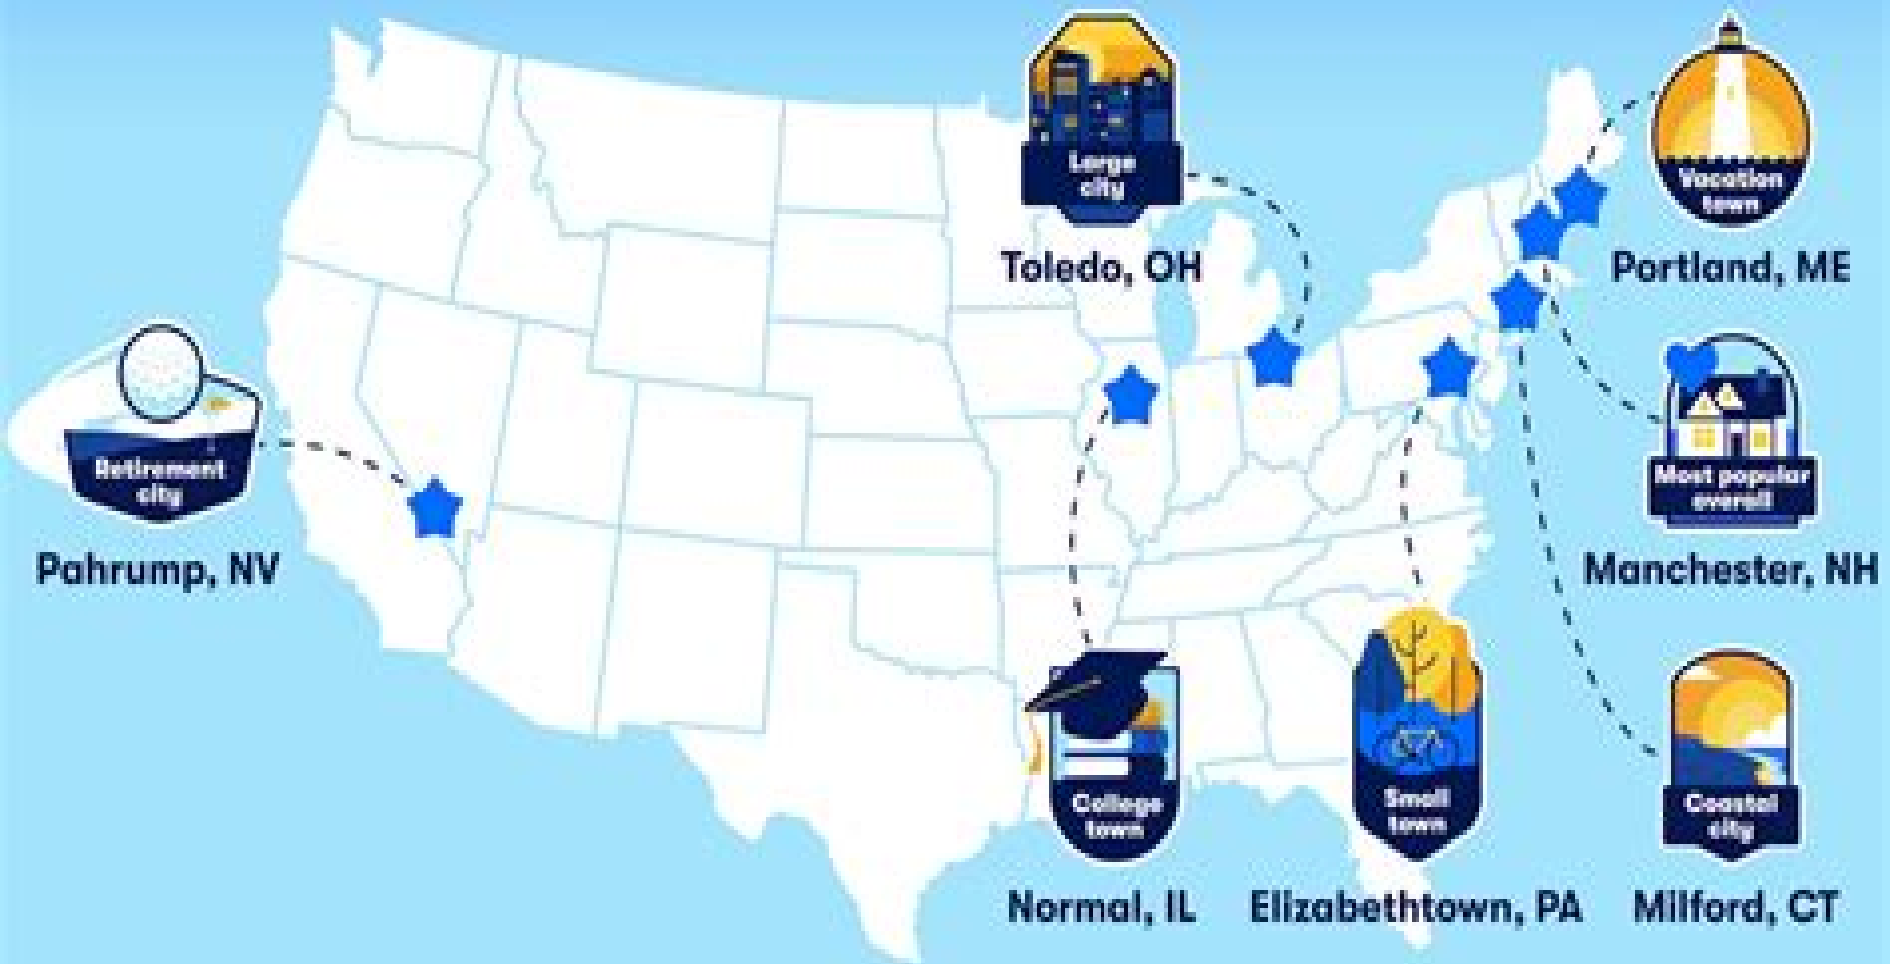 Large
city
Toledo, OH
Vacation
town
Portland, ME
Retirement
city
Pahrump, NV
Most popular
overall
Manchester, NH
College
town
Normal, IL
Small
town
Elizabethtown, PA
Coastal
city
Milford, CT